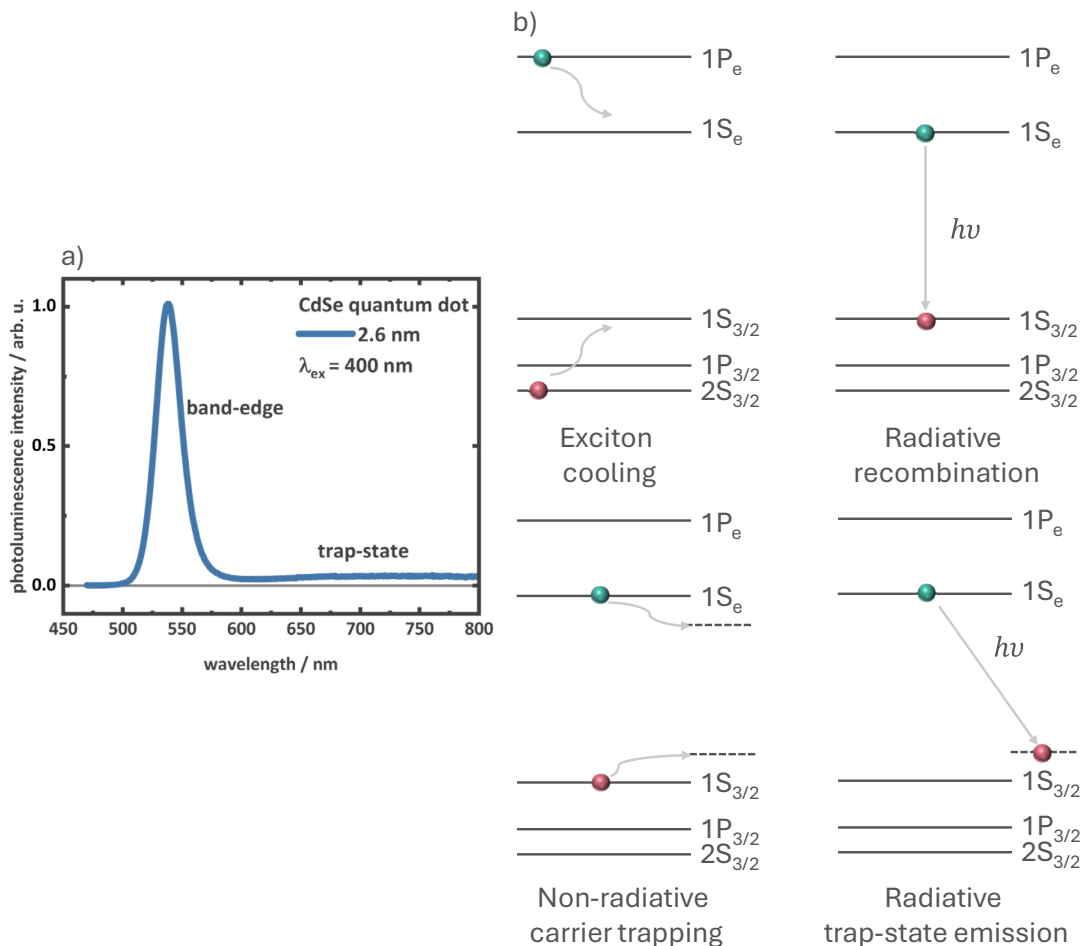 a)
photoluminescence intensity / arb. u.
1.0
0.5
0.0
CdSe quantum dot
2.6 nm
λex = 400 nm
band-edge
trap-state
450 500 550 600 650 700 750 800
wavelength / nm
b)
1Pe
1Se
1S3/2
1P3/2
2S3/2
Exciton
cooling
1Pe
1Se
hυ
1S3/2
1P3/2
2S3/2
Radiative
recombination
1Pe
1Se
1S3/2
1P3/2
2S3/2
Non-radiative
carrier trapping
1Pe
1Se
hυ
1S3/2
1P3/2
2S3/2
Radiative
trap-state emission